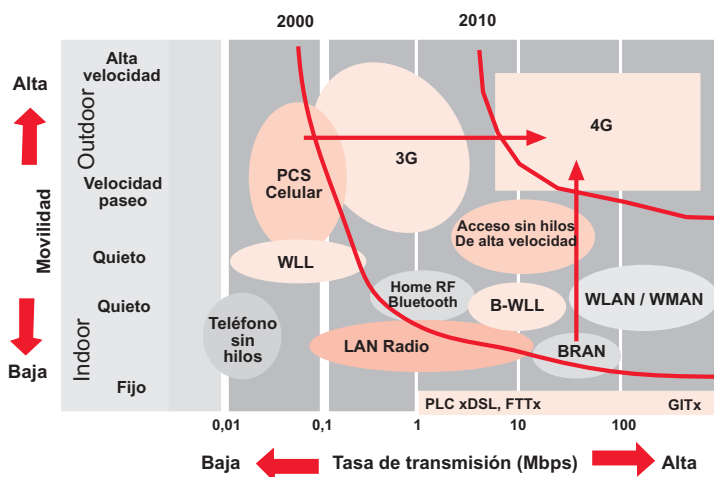 2000
2010
Alta
velocidad
Alta
Outdoor
4G
3G
PCS
Celular
Velocidad
paseo
Movilidad
Acceso sin hilos
De alta velocidad
Quieto
WLL
Home RF
Bluetooth
Quieto
B-WLL
WLAN / WMAN
Teléfono
sin
hilos
LAN Radio
BRAN
Indoor
Baja
Fijo
PLC xDSL, FTTx
GITx
0,01
0,1
1
10
100
Baja
Tasa de transmisión (Mbps)
Alta